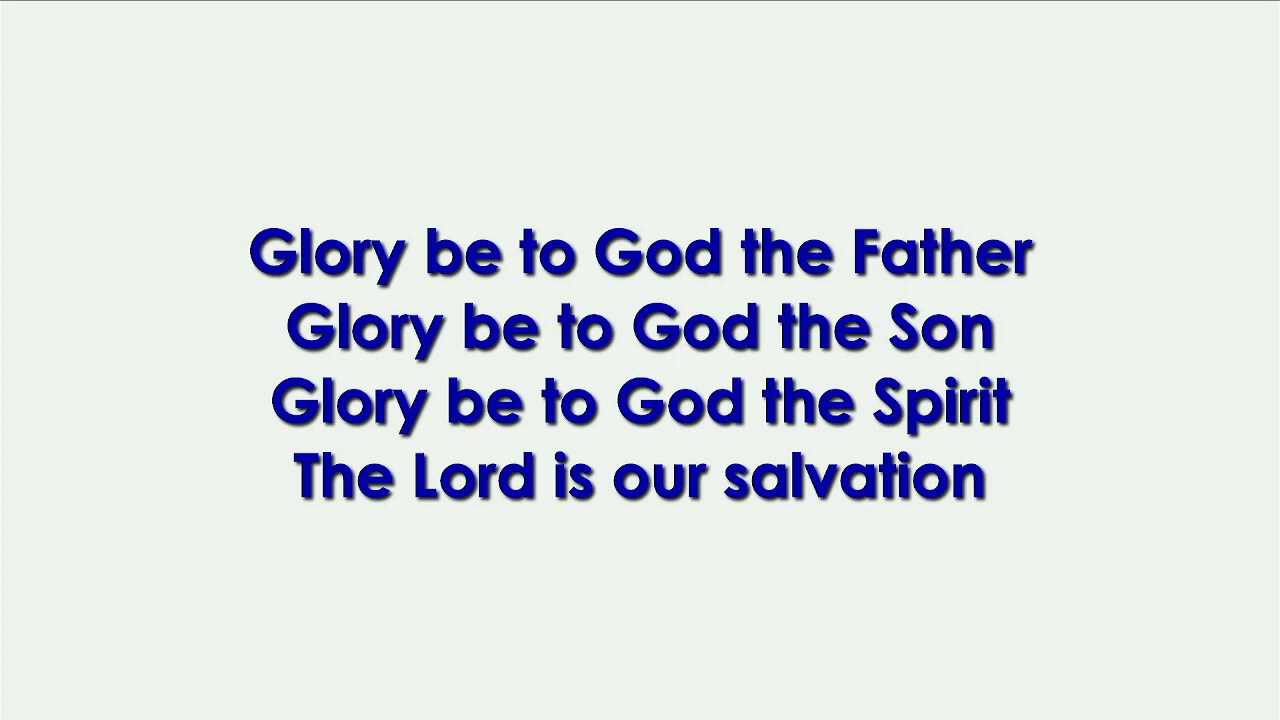 Glory be to God the Father
Glory be to God the Son
Glory be to God the Spirit
The Lord is our salvation